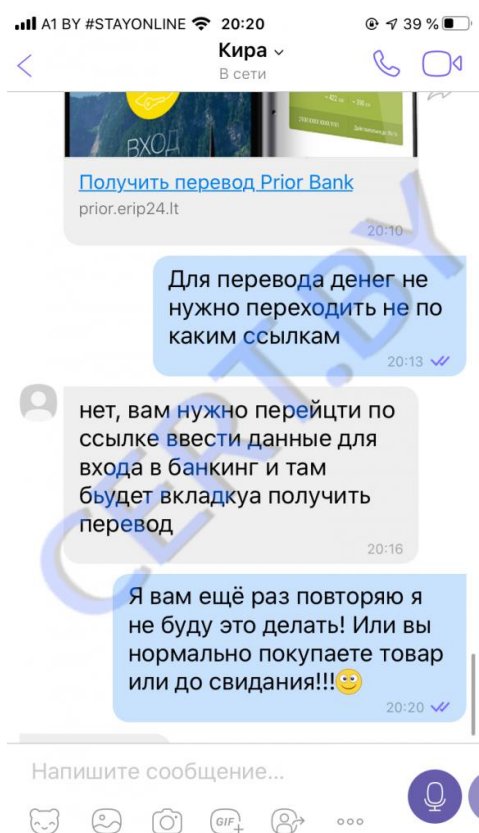 A1 BY #STAYONLINE 20:20 39 %
Кира
В сети
ВХОД
Получить перевод Prior Bank
prior.erip24.lt
20:10
Для перевода денег не
нужно переходить не по
каким ссылкам
20:13
нет, вам нужно перейцти по
ссылке ввести данные для
входа в банкинг и там
бьудет вкладкуа получить
перевод
20:16
Я вам ещё раз повторяю я
не буду это делать! Или вы
нормально покупаете товар
или до свидания!!!
20:20
Напишите сообщение...
GIF
CERT.BY